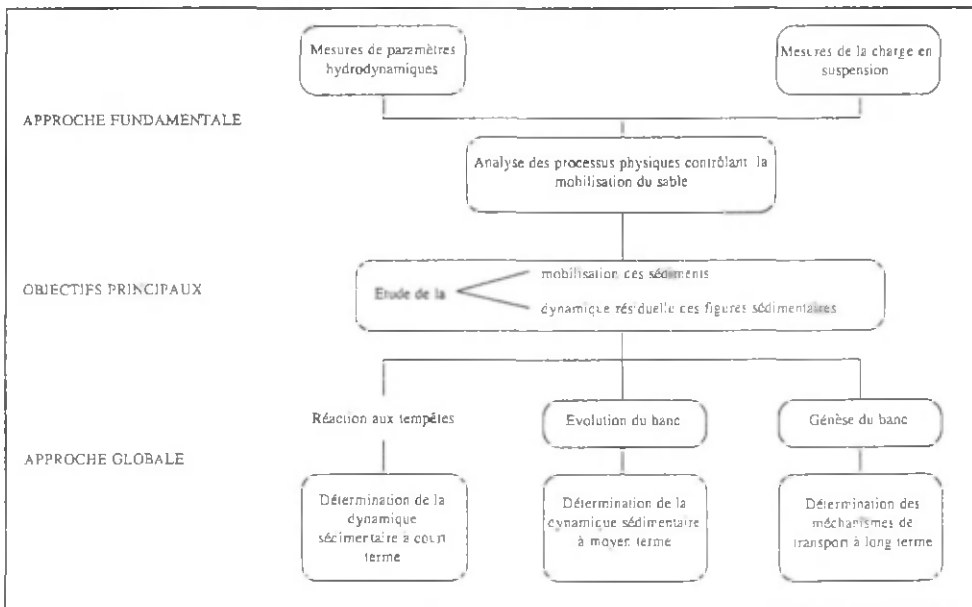 Mesures de paramètres
hydrodynamiques
Mesures de la charge en
suspension
APPROCHE FUNDAMENTALE
Analyse des processus physiques contrôlant la
mobilisation du sable
OBJECTIFS PRINCIPAUX
Etude de la
mobilisation des sédiments
dynamique résiduelle des figures sédimentaires
Réaction aux tempêtes
Evolution du banc
Génèse du banc
APPROCHE GLOBALE
Détermination de la
dynamique
sédimentaire a court
terme
Détermination de la
dynamique sédimentaire
à moyen terme
Détermination des
méchanismes de
transport à long terme